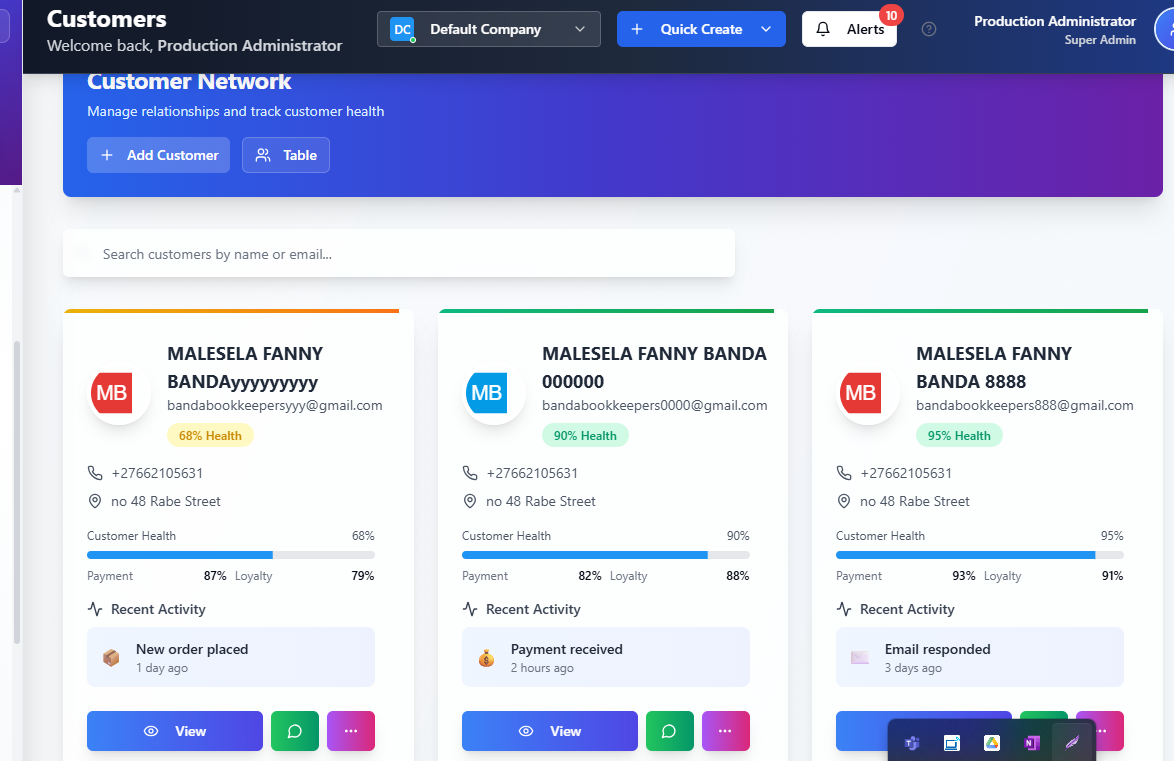 Customers
Welcome back, Production Administrator
DC Default Company
Quick Create
Alerts
10
Production Administrator
Super Admin
Customer Network
Manage relationships and track customer health
Add Customer
Table
Search customers by name or email...
MB
MALESELA FANNY
BANDAyyyyyyyyy
bandabookkeepersyyy@gmail.com
68% Health
+27662105631
no 48 Rabe Street
Customer Health 68%
Payment 87% Loyalty 79%
Recent Activity
New order placed
1 day ago
View
MB
MALESELA FANNY BANDA
000000
bandabookkeepers0000@gmail.com
90% Health
+27662105631
no 48 Rabe Street
Customer Health 90%
Payment 82% Loyalty 88%
Recent Activity
Payment received
2 hours ago
View
MB
MALESELA FANNY
BANDA 8888
bandabookkeepers888@gmail.com
95% Health
+27662105631
no 48 Rabe Street
Customer Health 95%
Payment 93% Loyalty 91%
Recent Activity
Email responded
3 days ago